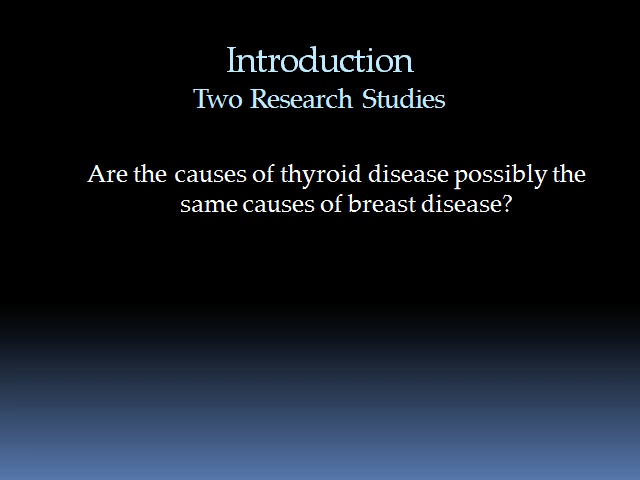 Introduction
Two Research Studies
Are the causes of thyroid disease possibly the
same causes of breast disease?